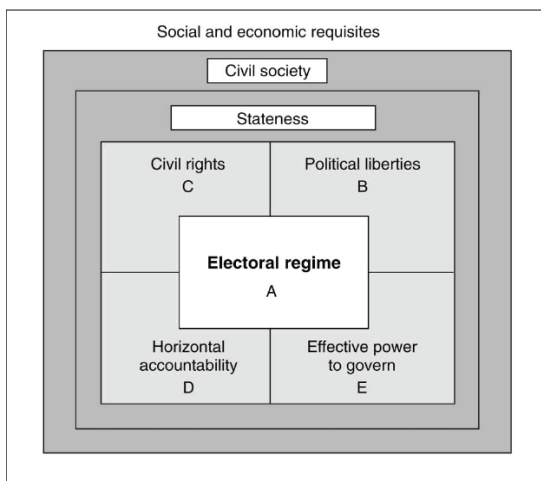 Social and economic requisites
Civil society
Stateness
Civil rights
C
Political liberties
B
Electoral regime
A
Horizontal
accountability
D
Effective power
to govern
E